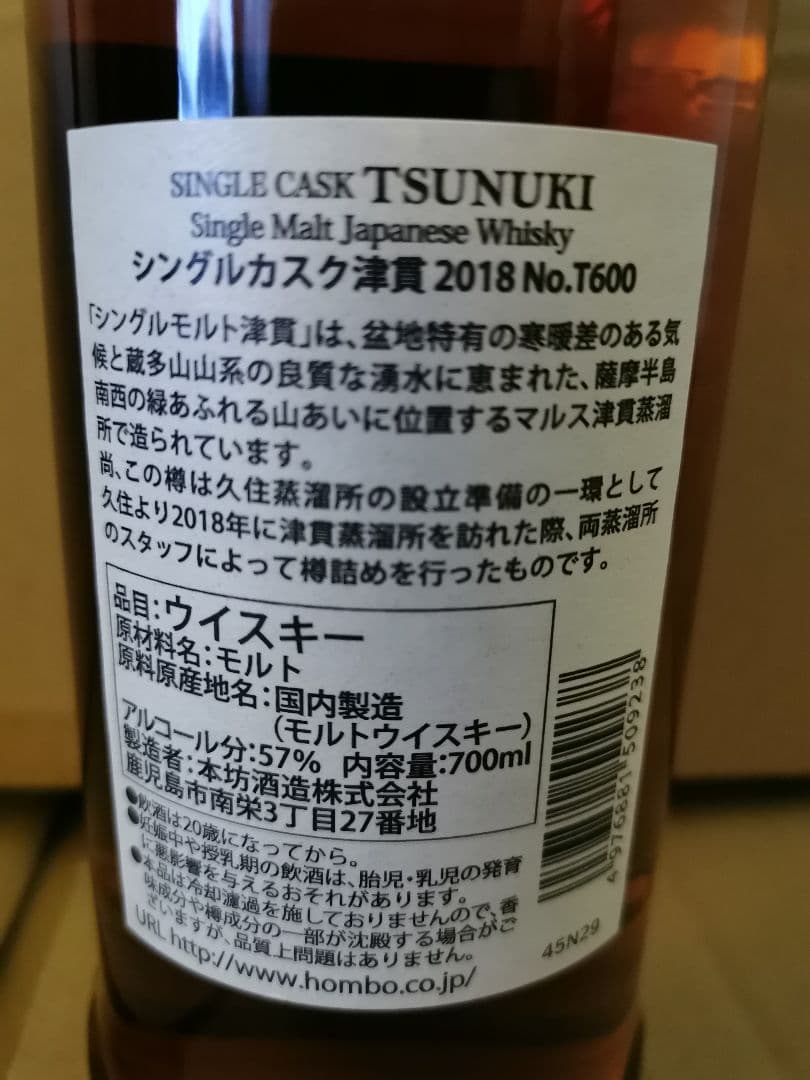 SINGLE CASK TSUNUKI
Single Malt Japanese Whisky
シングルカスク津貫 2018 No.T600
「シングルモルト津貫」は、盆地特有の寒暖差のある気
候と蔵多山山系の良質な湧水に恵まれた、薩摩半島
南西の緑あふれる山あいに位置するマルス津貫蒸溜
所で造られています。
尚、この樽は久住蒸溜所の設立準備の一環として
久住より2018年に津貫蒸溜所を訪れた際、両蒸溜所
のスタッフによって樽詰めを行ったものです。
品目:ウイスキー
原材料名:モルト
原料原産地名:国内製造
(モルトウイスキー)
アルコール分:57% 内容量:700ml
製造者:本坊酒造株式会社
鹿児島市南栄3丁目27番地
●飲酒は20歳になってから。
●妊娠中や授乳期の飲酒は、胎児・乳児の発育
に悪影響を与えるおそれがあります。
●本品は冷却濾過を施しておりませんので、香
味成分や樽成分の一部が沈殿する場合がご
ざいますが、品質上問題はありません。
URL http://www.hombo.co.jp/
4976881509238
45N29